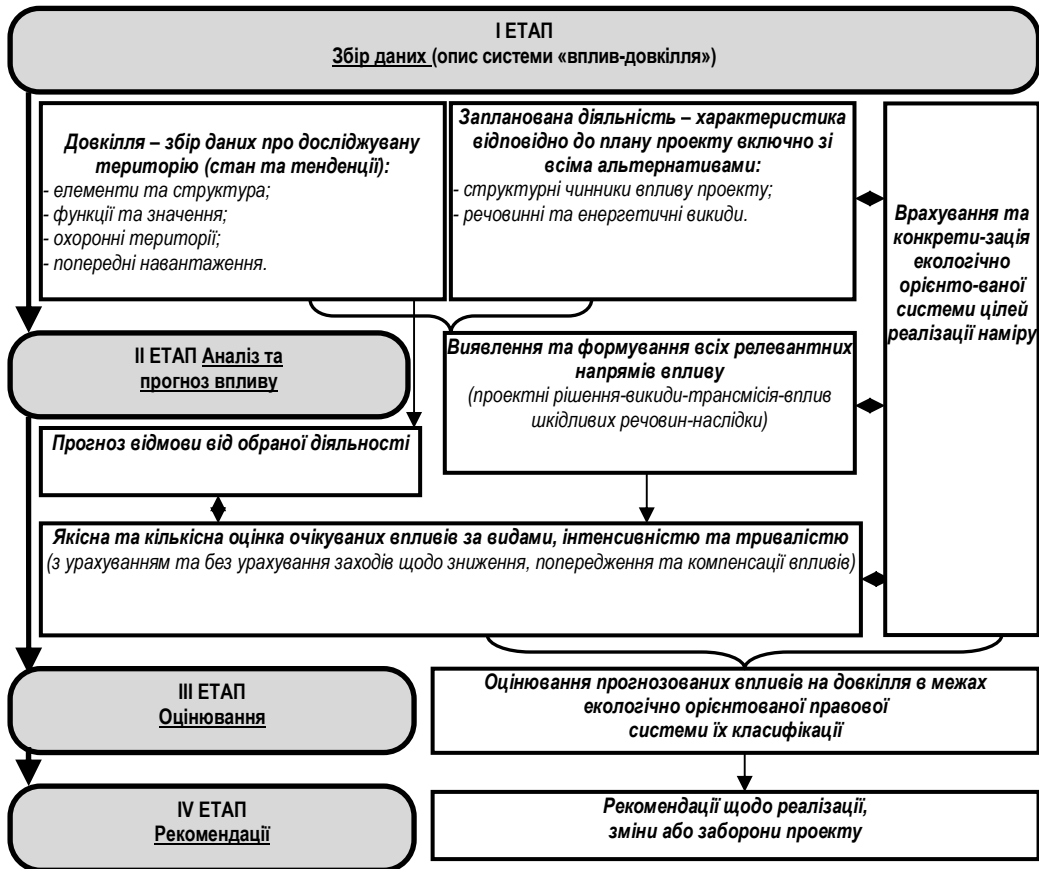 І ЕТАП
Збір даних (опис системи «вплив-довкілля»)
Довкілля – збір даних про досліджувану
територію (стан та тенденції):
- елементи та структура;
- функції та значення;
- охоронні території;
- попередні навантаження.
Запланована діяльність – характеристика
відповідно до плану проекту включно зі
всіма альтернативами:
- структурні чинники впливу проекту;
- речовинні та енергетичні викиди.
Врахування та
конкрети-зація
екологічно
орієнто-ваної
системи цілей
реалізації наміру
ІІ ЕТАП Аналіз та
прогноз впливу
Виявлення та формування всіх релевантних
напрямів впливу
(проектні рішення-викиди-трансмісія-вплив
шкідливих речовин-наслідки)
Прогноз відмови від обраної діяльності
Якісна та кількісна оцінка очікуваних впливів за видами, інтенсивністю та тривалістю
(з урахуванням та без урахування заходів щодо зниження, попередження та компенсації впливів)
ІІІ ЕТАП
Оцінювання
Оцінювання прогнозованих впливів на довкілля в межах
екологічно орієнтованої правової
системи їх класифікації
IV ЕТАП
Рекомендації
Рекомендації щодо реалізації,
зміни або заборони проекту